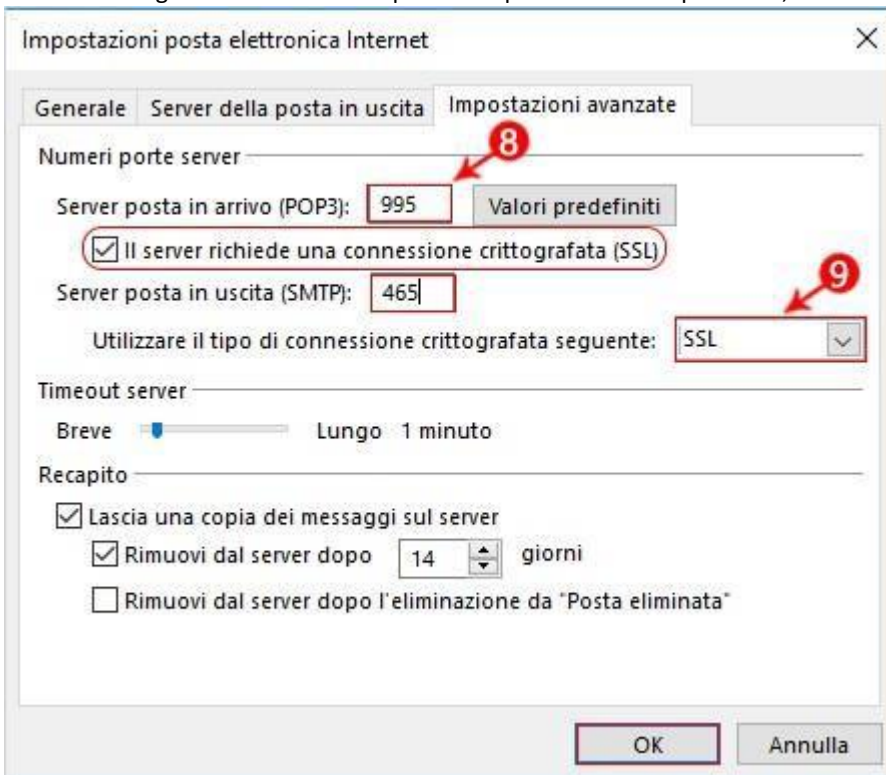 Impostazioni posta elettronica Internet
Generale Server della posta in uscita Impostazioni avanzate
8
Numeri porte server
Server posta in arrivo (POP3): 995 Valori predefiniti
Il server richiede una connessione crittografata (SSL)
9
Server posta in uscita (SMTP): 465
Utilizzare il tipo di connessione crittografata seguente: SSL
Timeout server
Breve Lungo 1 minuto
Recapito
Lascia una copia dei messaggi sul server
Rimuovi dal server dopo 14 giorni
Rimuovi dal server dopo l'eliminazione da "Posta eliminata"
OK Annulla